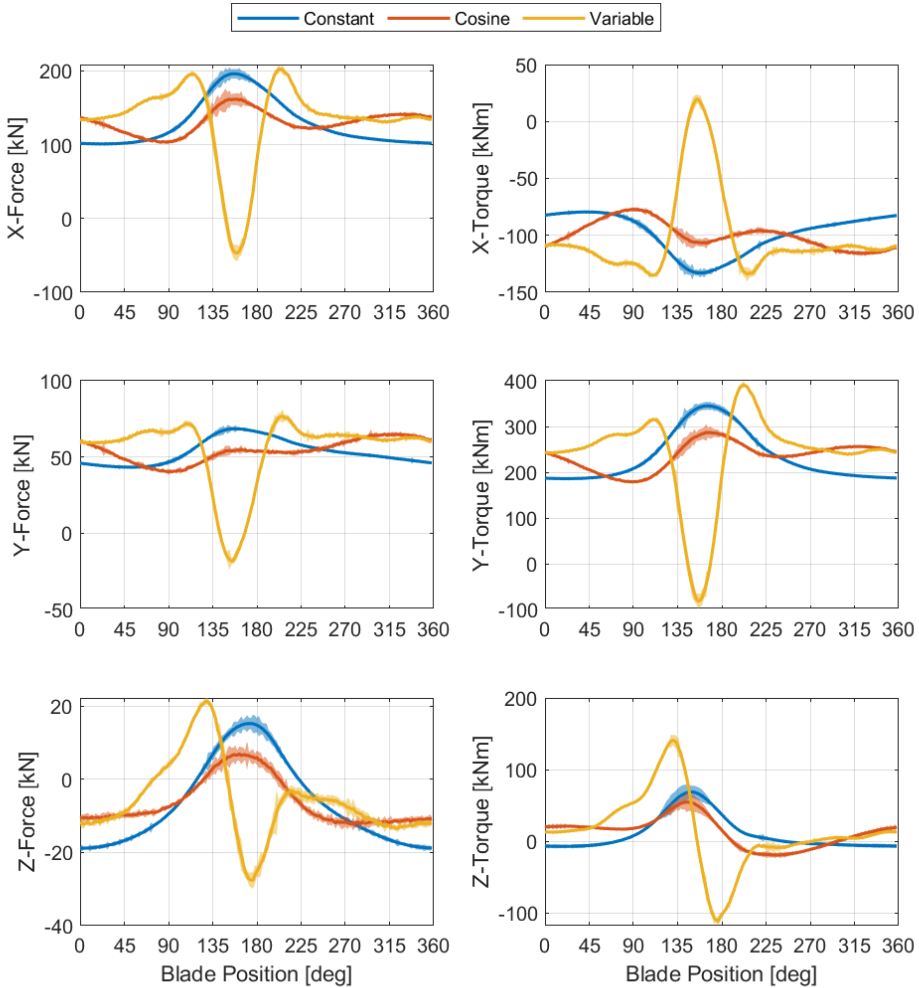 Constant Cosine Variable
X-Force [kN]
200
100
0
-100
0 45 90 135 180 225 270 315 360
X-Torque [kNm]
50
0
-50
-100
-150
0 45 90 135 180 225 270 315 360
Y-Force [kN]
100
50
0
-50
0 45 90 135 180 225 270 315 360
Y-Torque [kNm]
400
300
200
100
0
-100
0 45 90 135 180 225 270 315 360
Z-Force [kN]
20
0
-20
-40
0 45 90 135 180 225 270 315 360
Blade Position [deg]
Z-Torque [kNm]
200
100
0
-100
0 45 90 135 180 225 270 315 360
Blade Position [deg]